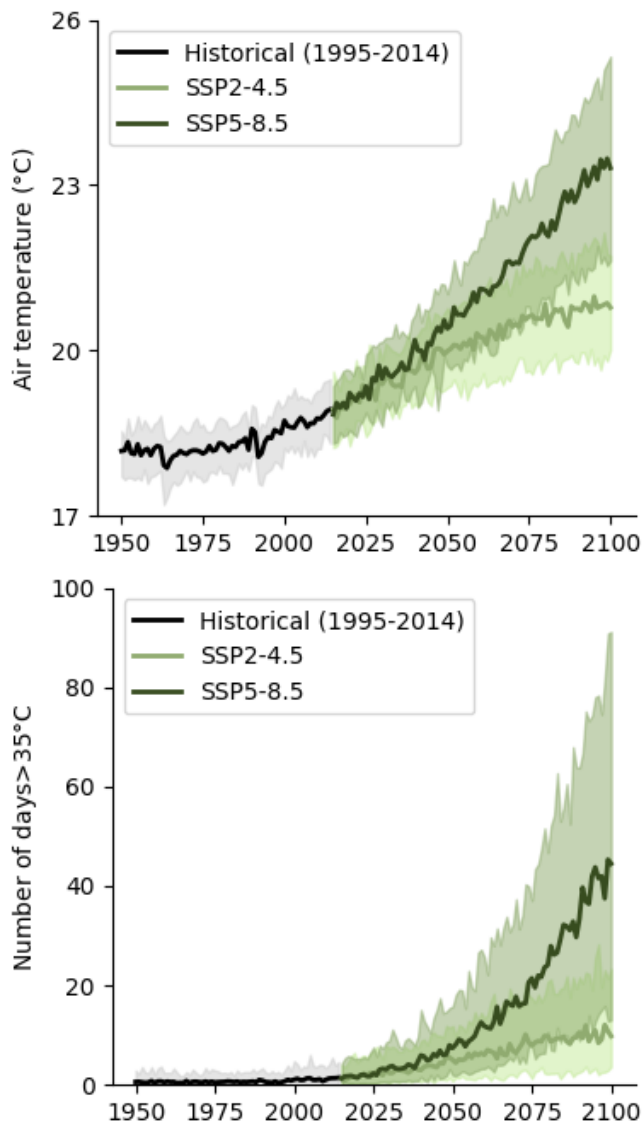 26
Historical (1995-2014)
SSP2-4.5
SSP5-8.5
23
Air temperature (°C)
20
17
1950 1975 2000 2025 2050 2075 2100
100
Historical (1995-2014)
SSP2-4.5
SSP5-8.5
80
60
Number of days>35°C
40
20
0
1950 1975 2000 2025 2050 2075 2100